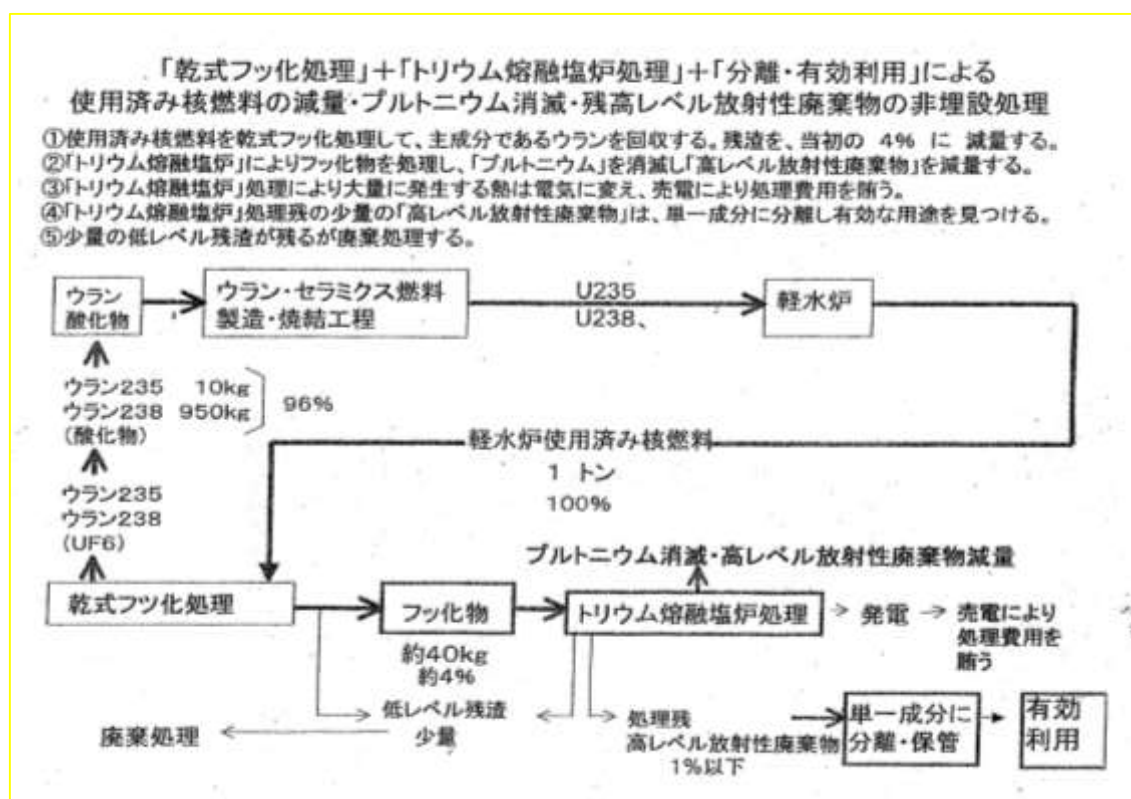 「乾式フッ化処理」+「トリウム熔融塩炉処理」+「分離・有効利用」による
使用済み核燃料の減量・プルトニウム消滅・残高レベル放射性廃棄物の非埋設処理
①使用済み核燃料を乾式フッ化処理して、主成分であるウランを回収する。残渣を、当初の 4% に 減量する。
②「トリウム熔融塩炉」によりフッ化物を処理し、「プルトニウム」を消滅し「高レベル放射性廃棄物」を減量する。
③「トリウム熔融塩炉」処理により大量に発生する熱は電気に変え、売電により処理費用を賄う。
④「トリウム熔融塩炉」処理残の少量の「高レベル放射性廃棄物」は、単一成分に分離し有効な用途を見つける。
⑤少量の低レベル残渣が残るが廃棄処理する。
ウラン
酸化物
ウラン・セラミクス燃料
製造・焼結工程
U235
U238、
軽水炉
ウラン235 10kg
ウラン238 950kg
(酸化物)
96%
軽水炉使用済み核燃料
1 トン
100%
ウラン235
ウラン238
(UF6)
プルトニウム消滅・高レベル放射性廃棄物減量
乾式フツ化処理
フッ化物
トリウム熔融塩炉処理
発電
売電により
処理費用を
賄う
約40kg
約4%
低レベル残渣
少量
廃棄処理
処理残
高レベル放射性廃棄物
1%以下
単一成分に
分離・保管
有効
利用